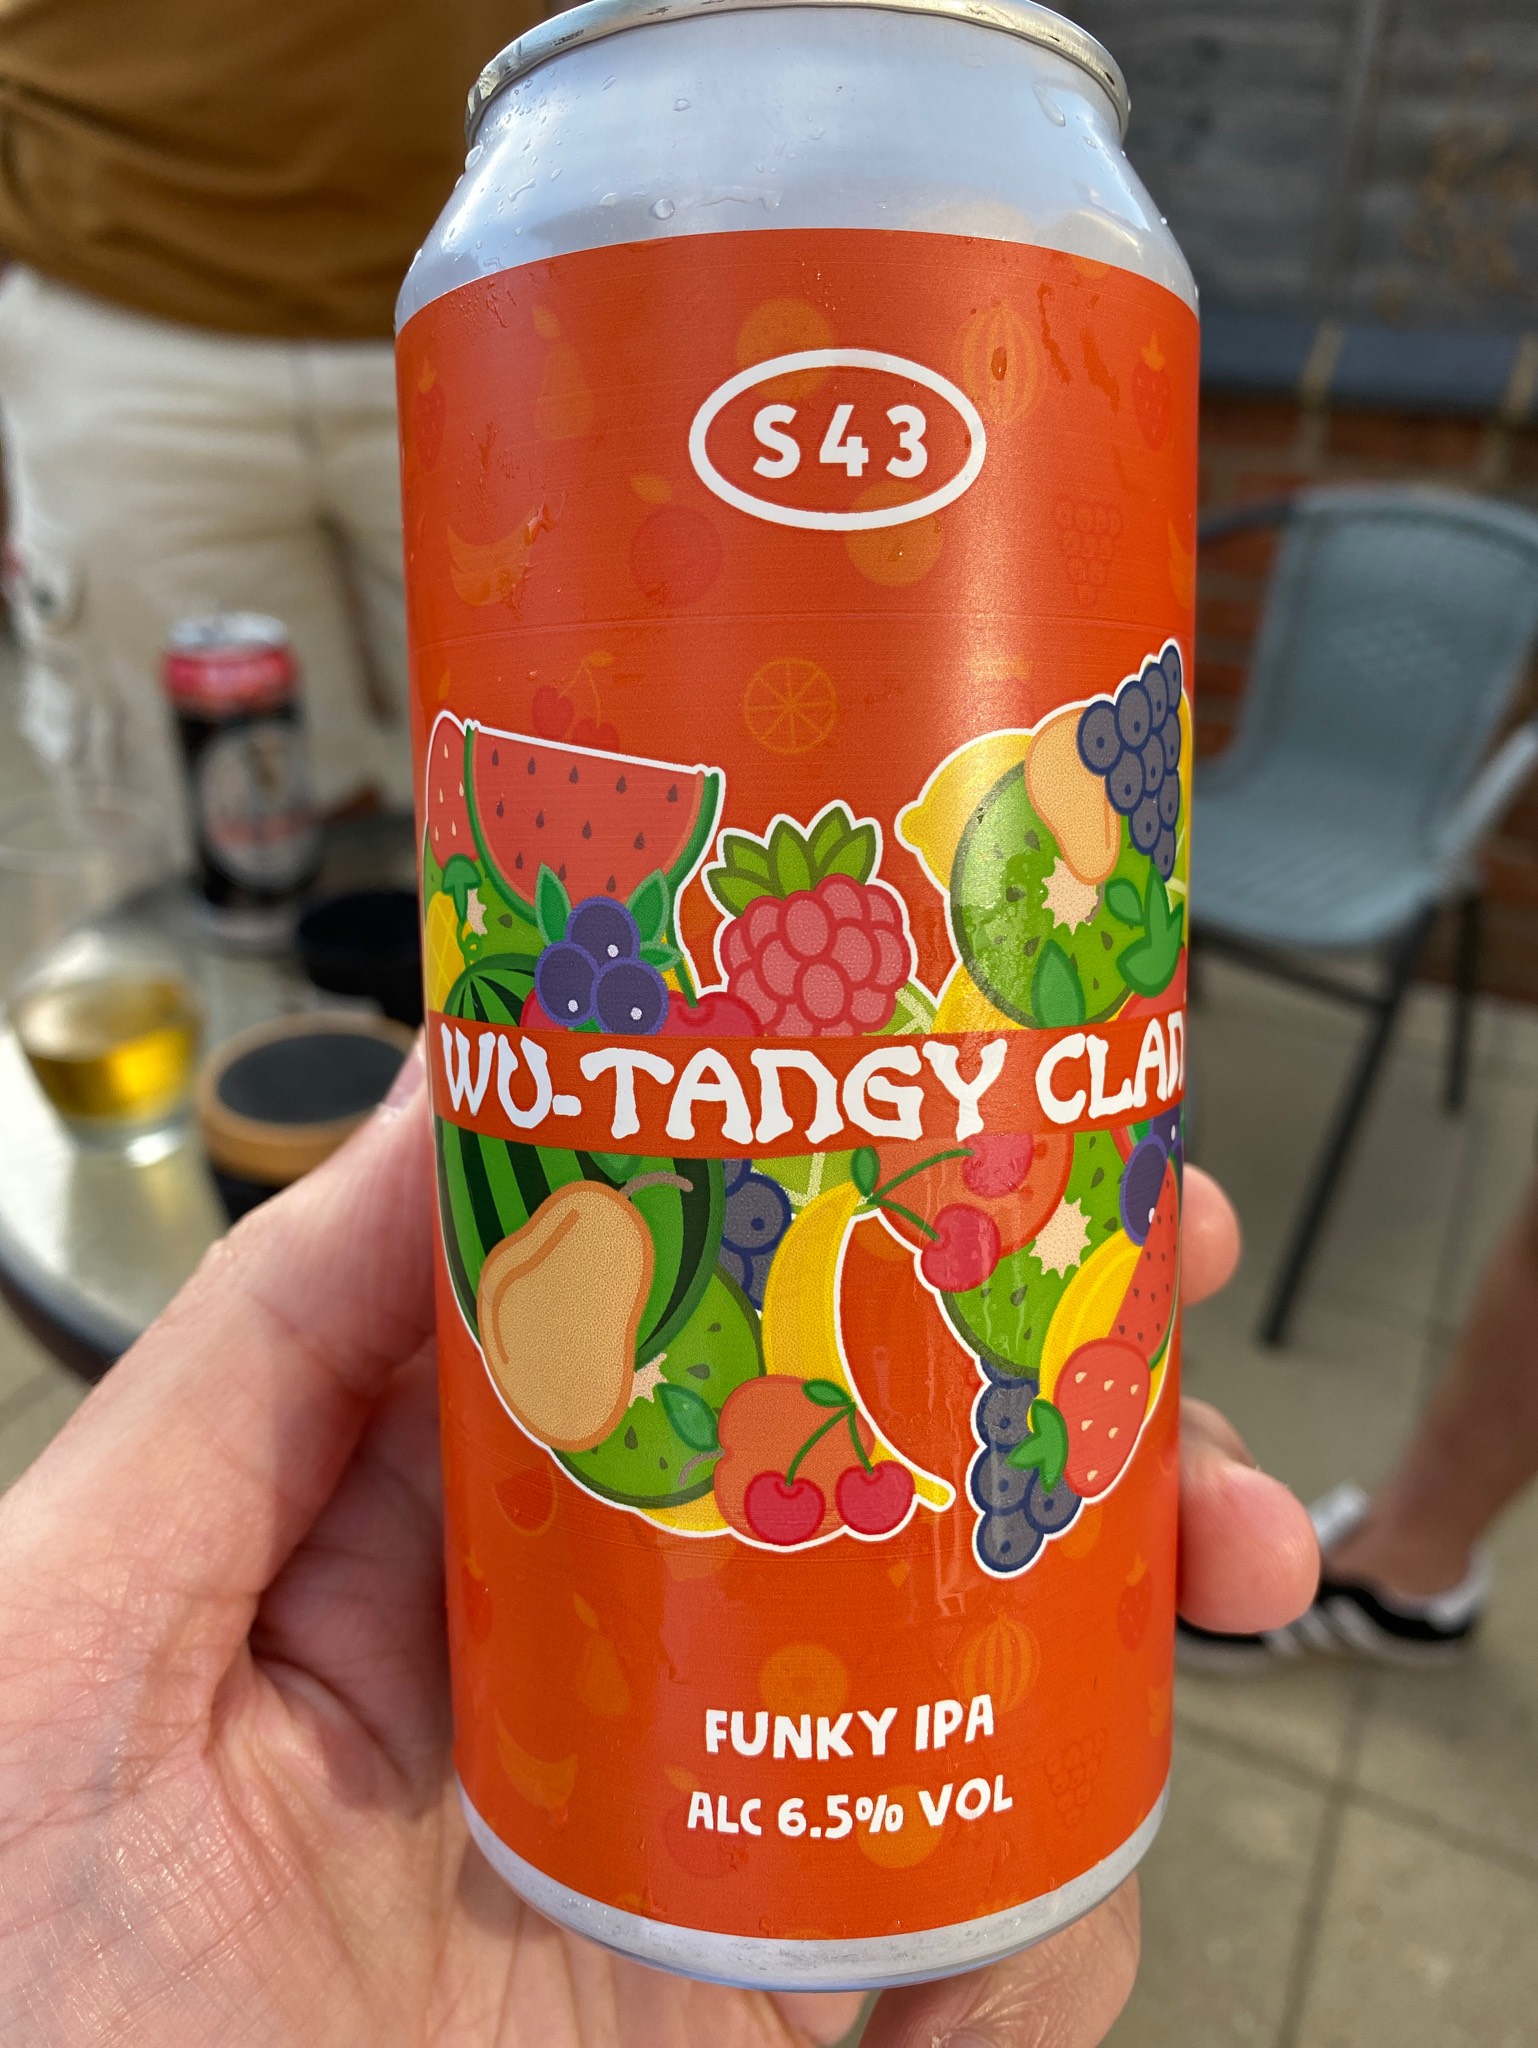 S43
WU-TANGY CLAN
FUNKY IPA
ALC 6.5% VOL